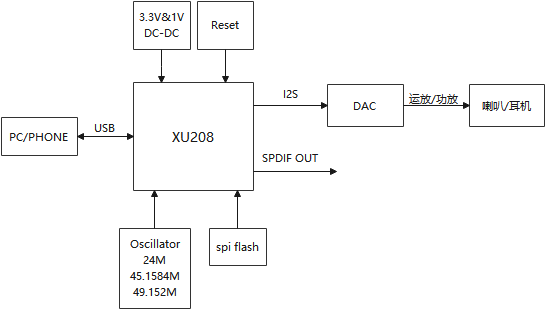 3.3V&1V
DC-DC
Reset
I2S
DAC
运放/功放
喇叭/耳机
PC/PHONE
USB
XU208
SPDIF OUT
Oscillator
24M
45.1584M
49.152M
spi flash